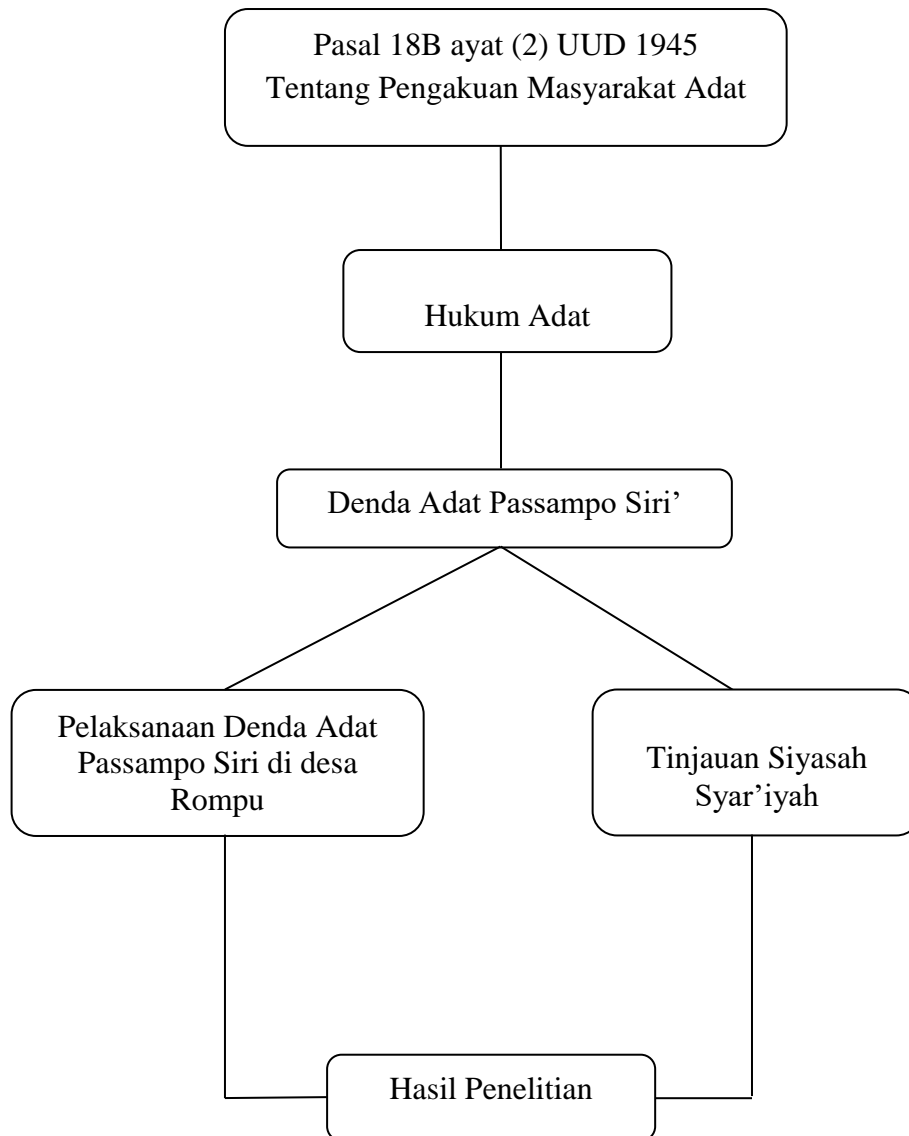 Pasal 18B ayat (2) UUD 1945
Tentang Pengakuan Masyarakat Adat
Hukum Adat
Denda Adat Passampo Siri’
Pelaksanaan Denda Adat
Passampo Siri di desa
Rompu
Tinjauan Siyasah
Syar’iyah
Hasil Penelitian